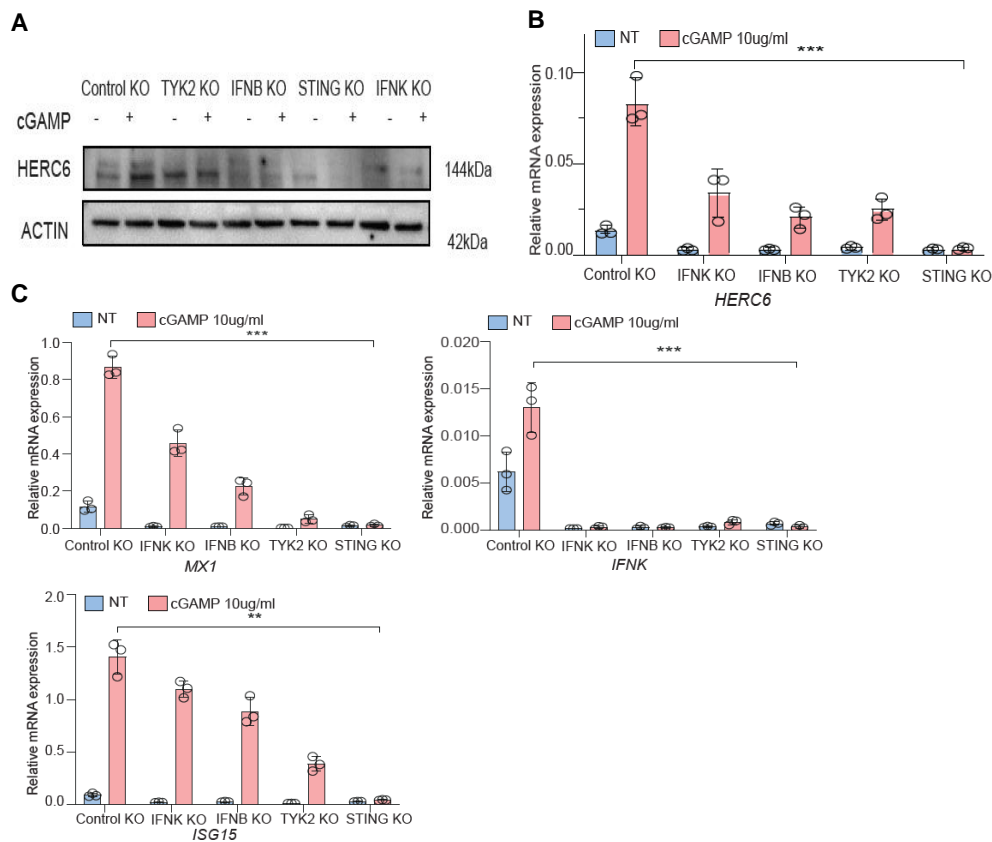 A
Control KO TYK2 KO IFNB KO STING KO IFNK KO
cGAMP - + - + - + - + - +
HERC6 144kDa
ACTIN 42kDa
B
NT cGAMP 10ug/ml
***
Relative mRNA expression
0.10
0.05
0.00
Control KO IFNK KO IFNB KO TYK2 KO STING KO
HERC6
C
NT cGAMP 10ug/ml
***
Relative mRNA expression
1.0
0.8
0.6
0.4
0.2
0.0
Control KO IFNK KO IFNB KO TYK2 KO STING KO
MX1
NT cGAMP 10ug/ml
***
Relative mRNA expression
0.020
0.015
0.010
0.005
0.000
Control KO IFNK KO IFNB KO TYK2 KO STING KO
IFNK
NT cGAMP 10ug/ml
**
Relative mRNA expression
2.0
1.5
1.0
0.5
0.0
Control KO IFNK KO IFNB KO TYK2 KO STING KO
ISG15